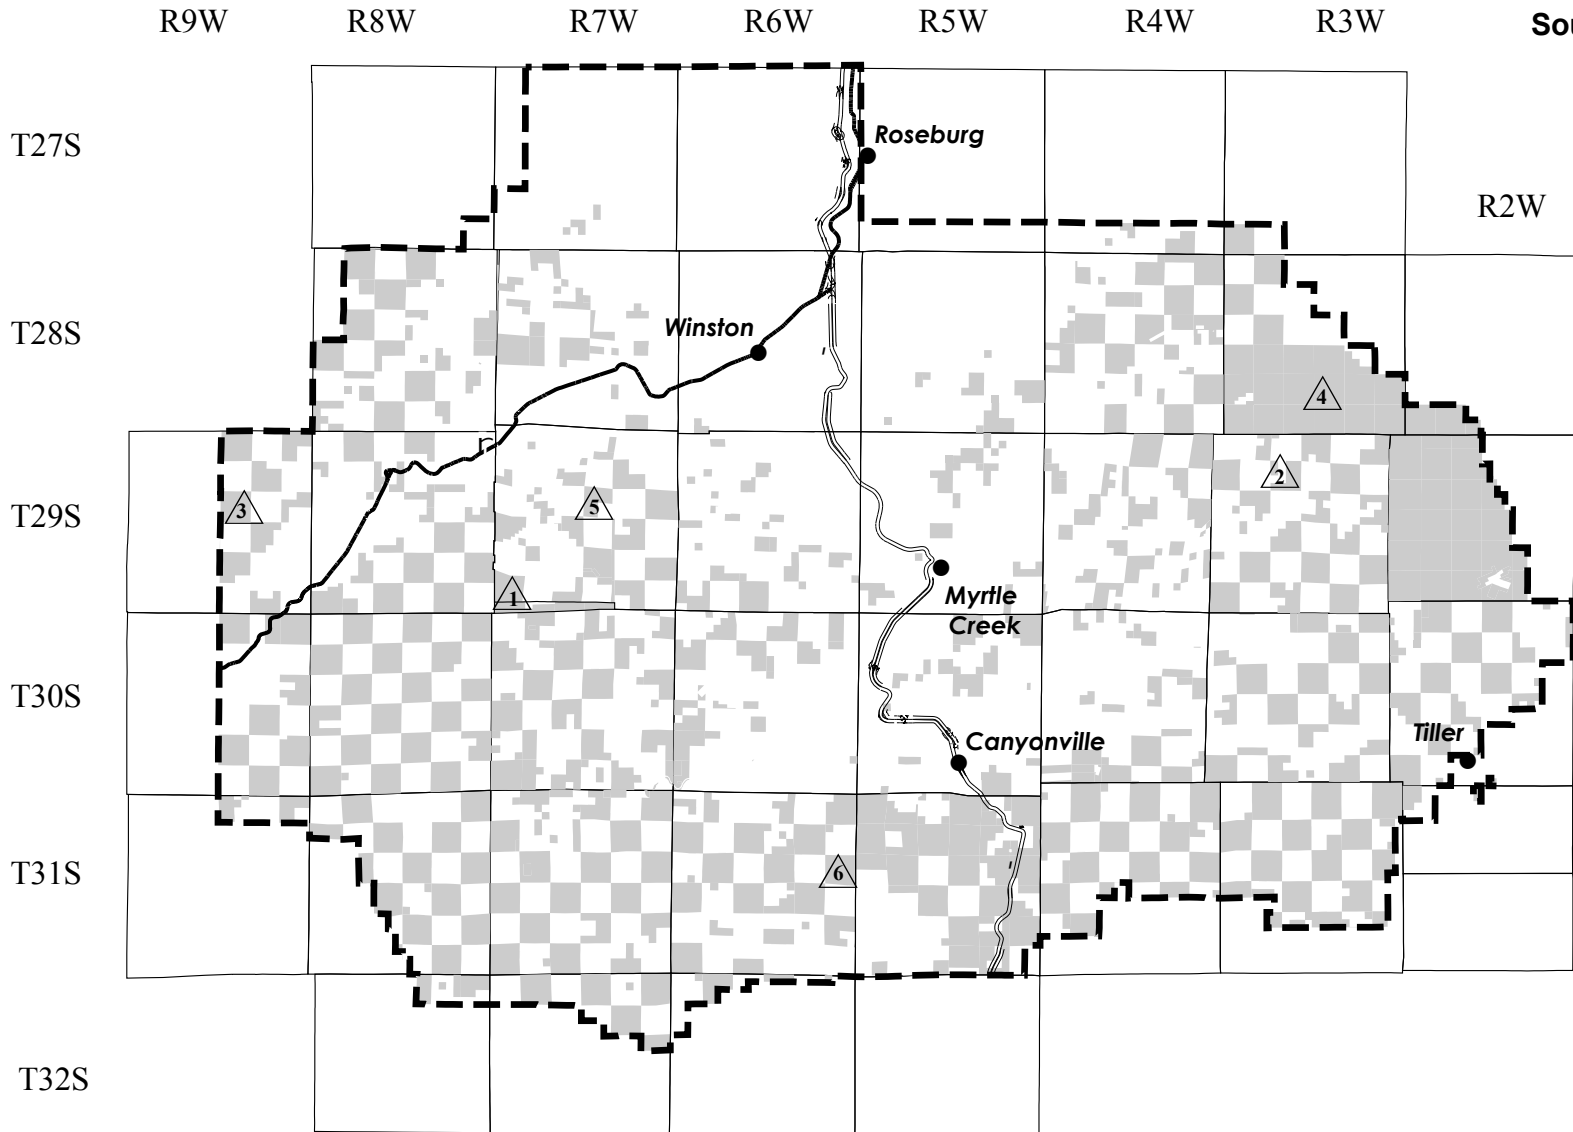 R9W R8W R7W R6W R5W R4W R3W Sou
T27S
Roseburg
R2W
T28S
Winston
4
r
2
T29S
3
5
1
Myrtle
Creek
T30S
Tiller
Canyonville
T31S
6
T32S